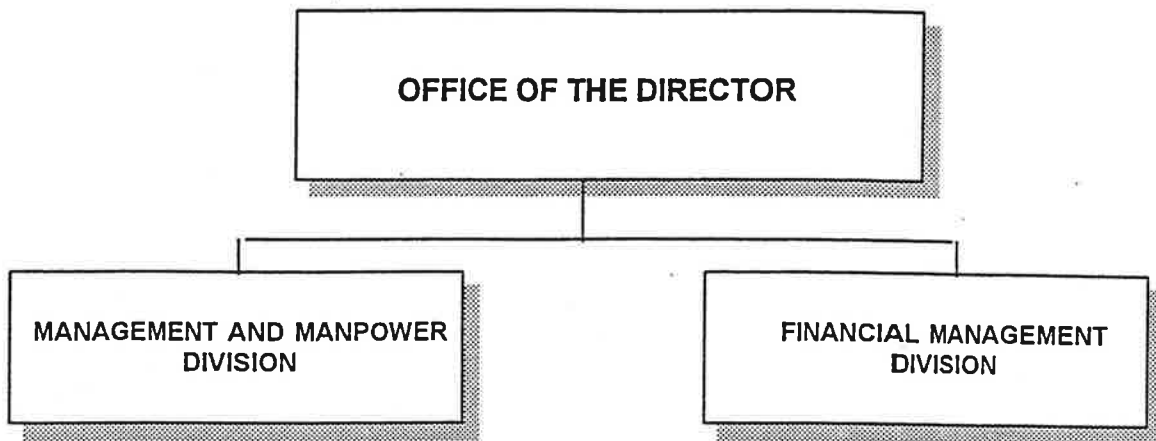 OFFICE OF THE DIRECTOR
MANAGEMENT AND MANPOWER
DIVISION
FINANCIAL MANAGEMENT
DIVISION